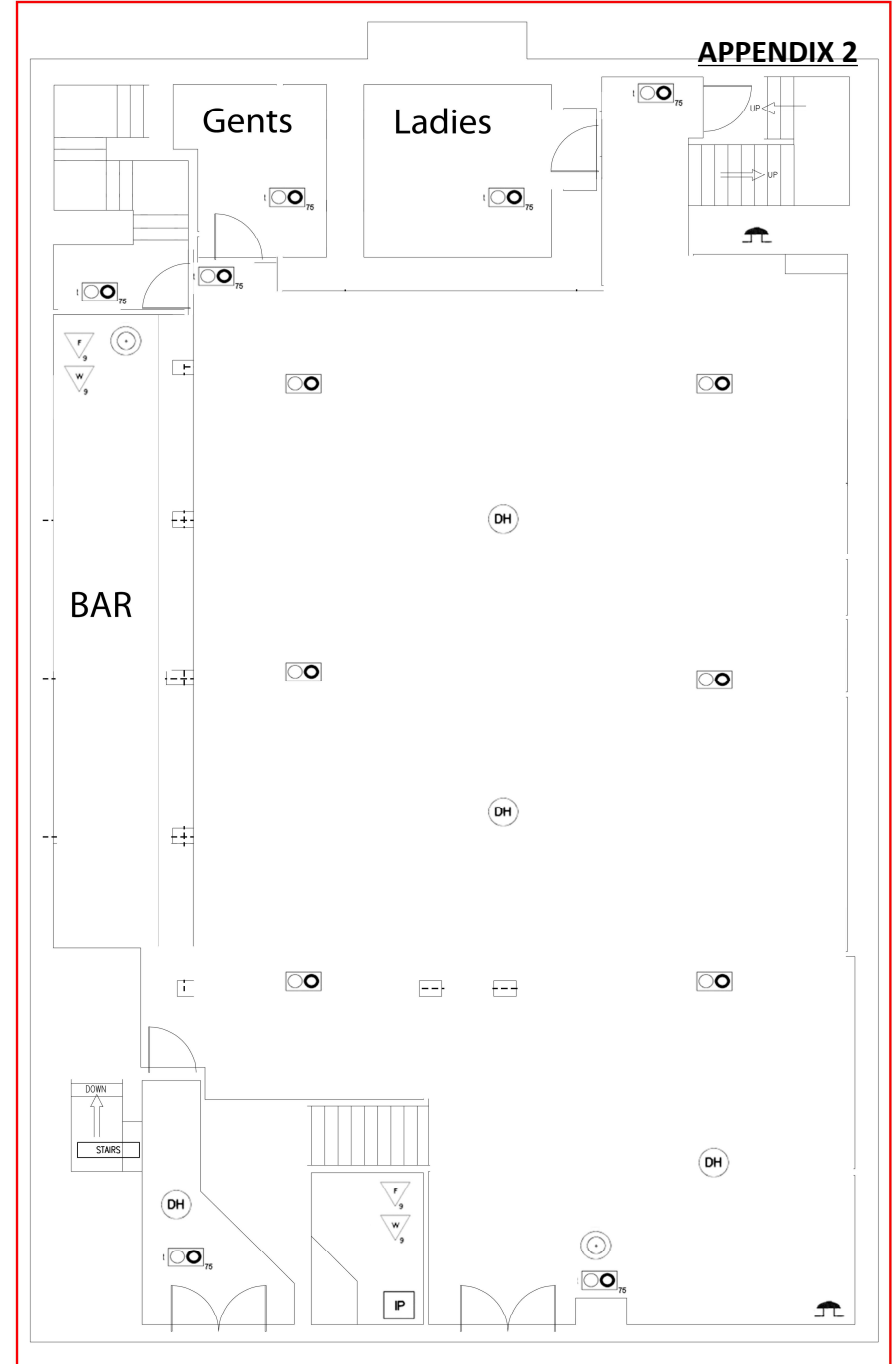 APPENDIX 2
Gents
Ladies
t 75
UP
UP
t 75
t 75
t 75
t 75
F 9
W 9
DH
BAR
DH
DOWN
STAIRS
DH
DH
F 9
W 9
t 75
t 75
IP